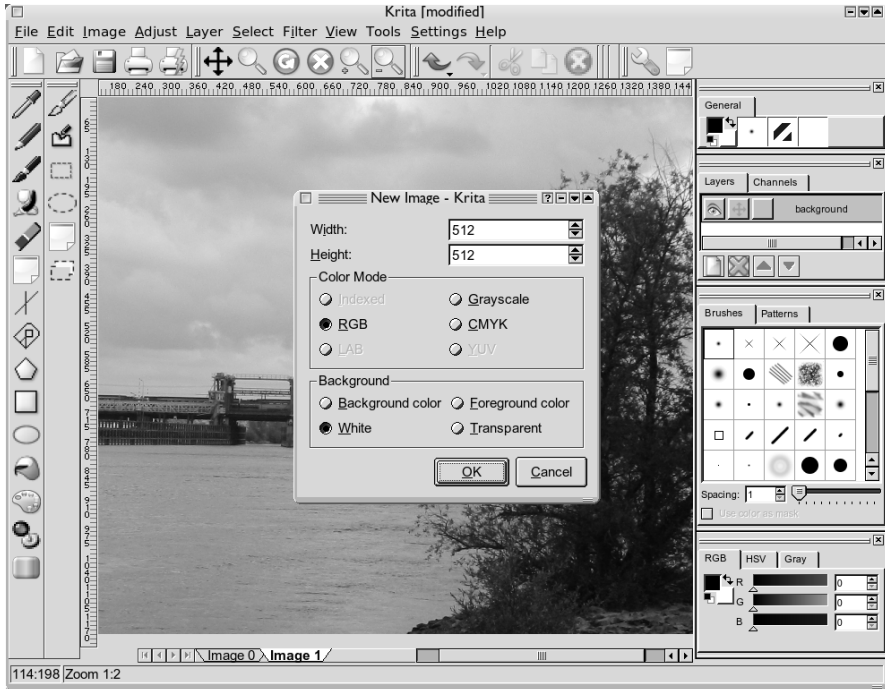 Krita [modified]
File Edit Image Adjust Layer Select Filter View Tools Settings Help
180 240 300 360 420 480 540 600 660 720 780 840 900 960 1020 1080 1140 1200 1260 1320 1380 144
General
Layers Channels
background
New Image - Krita
Width: 512
Height: 512
Color Mode
Indexed Grayscale
RGB CMYK
LAB YUV
Background
Background color Foreground color
White Transparent
OK Cancel
Brushes Patterns
Spacing: 1
Use color as mask
RGB HSV Gray
R 0
G 0
B 0
Image 0 Image 1
114:198 Zoom 1:2